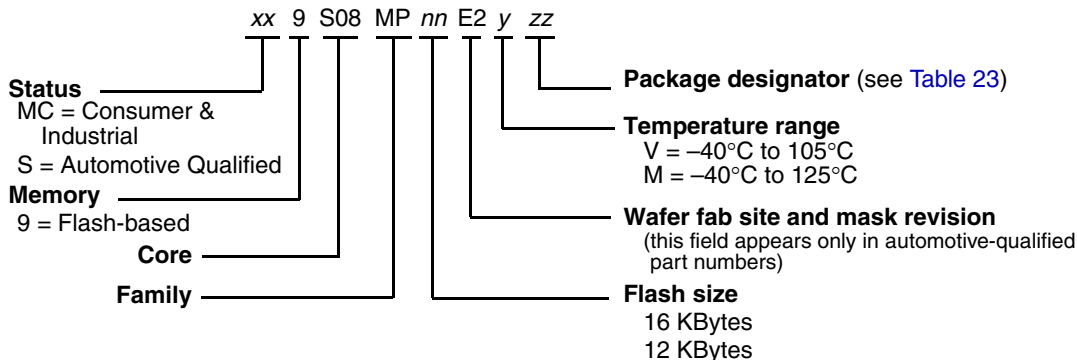 xx 9 S08 MP nn E2 y zz
Status
MC = Consumer &
Industrial
S = Automotive Qualified
Memory
9 = Flash-based
Core
Family
Package designator (see Table 23)
Temperature range
V = –40°C to 105°C
M = –40°C to 125°C
Wafer fab site and mask revision
(this field appears only in automotive-qualified
part numbers)
Flash size
16 KBytes
12 KBytes